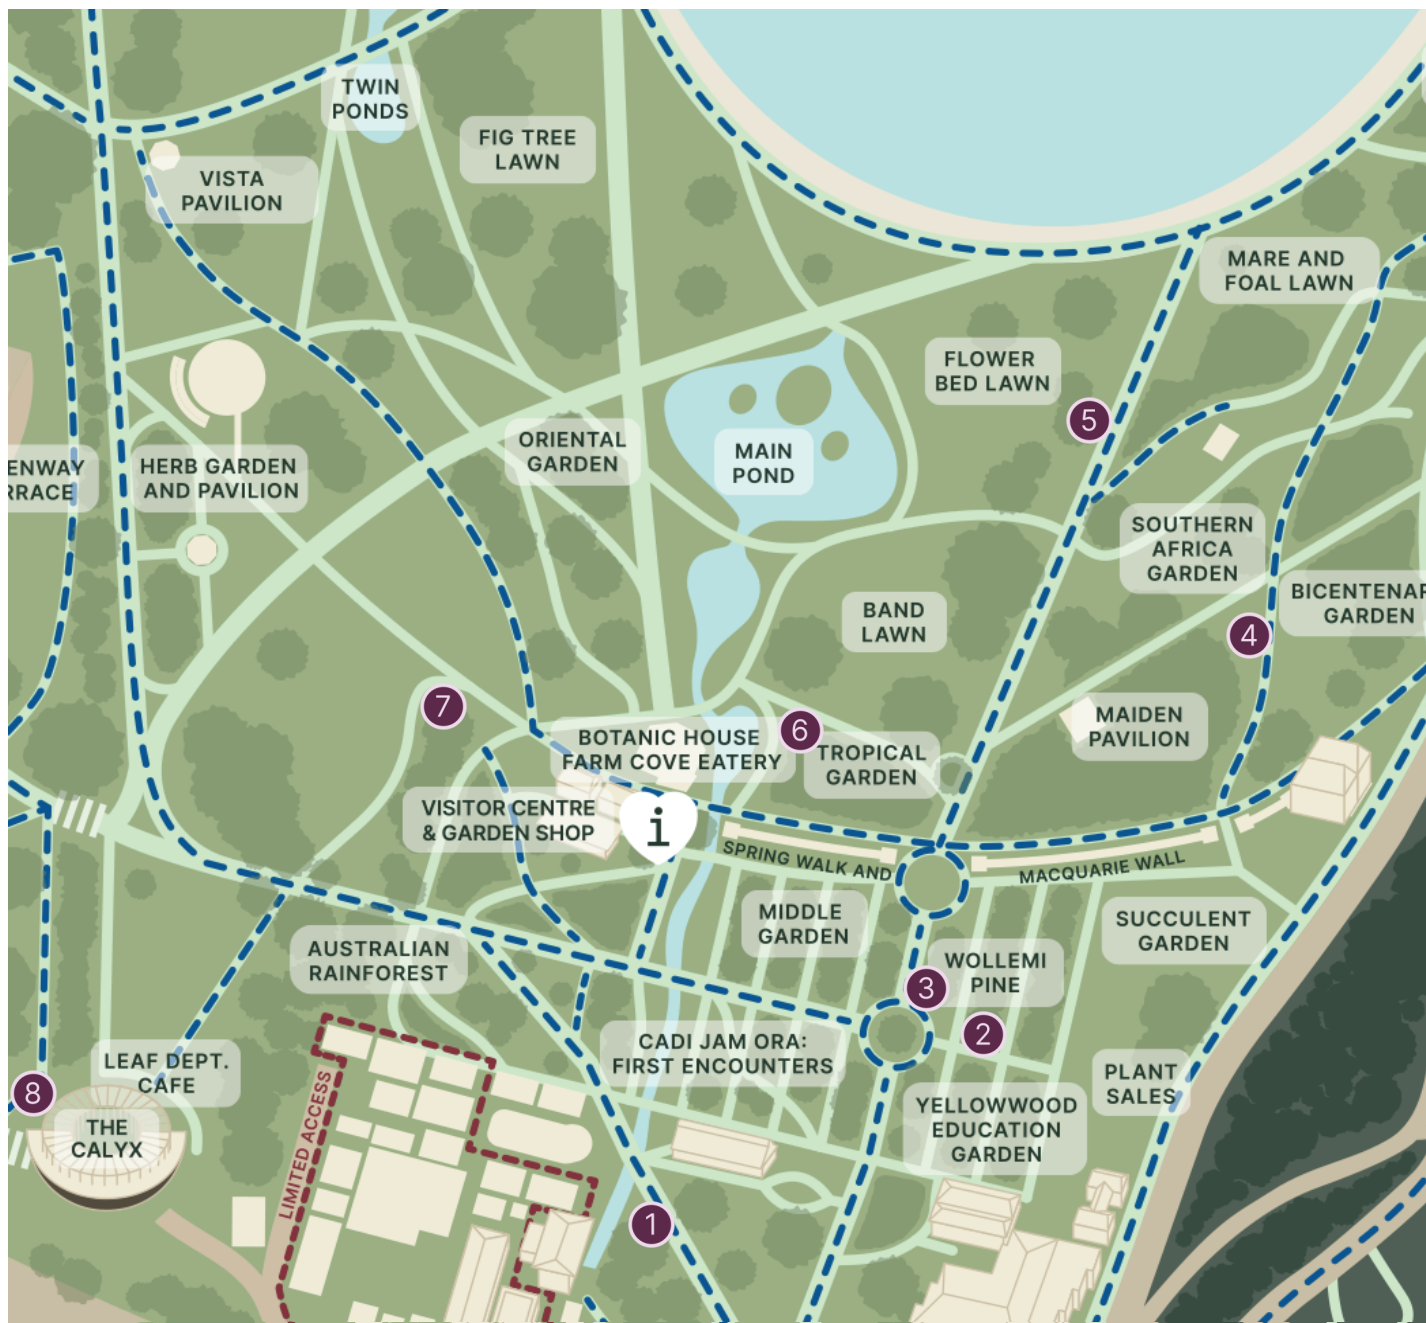 TWIN
PONDS
FIG TREE
LAWN
VISTA
PAVILION
MARE AND
FOAL LAWN
FLOWER
BED LAWN
5
ORIENTAL
GARDEN
MAIN
POND
ENWAY
RRACE
HERB GARDEN
AND PAVILION
SOUTHERN
AFRICA
GARDEN
BICENTENAR
GARDEN
BAND
LAWN
4
7
6
MAIDEN
PAVILION
BOTANIC HOUSE
FARM COVE EATERY
TROPICAL
GARDEN
VISITOR CENTRE
& GARDEN SHOP
i
SPRING WALK AND
MACQUARIE WALL
MIDDLE
GARDEN
SUCCULENT
GARDEN
AUSTRALIAN
RAINFOREST
WOLLEMI
PINE
3
2
CADI JAM ORA:
FIRST ENCOUNTERS
LEAF DEPT.
CAFE
PLANT
SALES
8
THE
CALYX
YELLOWWOOD
EDUCATION
GARDEN
LIMITED ACCESS
1